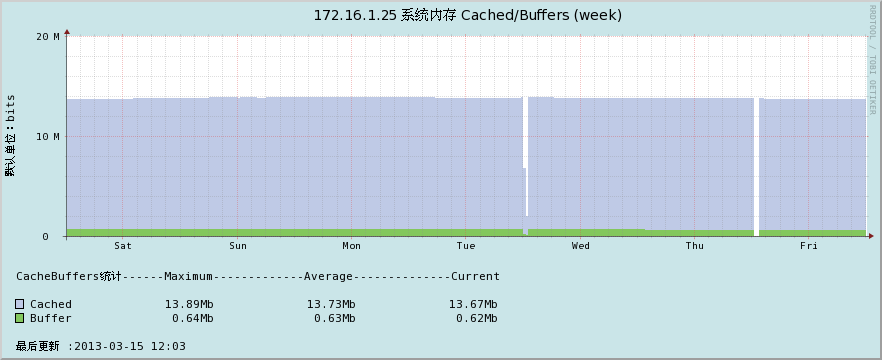 172.16.1.25 系统内存 Cached/Buffers (week)
RRDTOOL / TOBI OETIKER
默认单位：bits
20 M
10 M
0
Sat Sun Mon Tue Wed Thu Fri
CacheBuffers统计------Maximum-------------Average--------------Current
Cached 13.89Mb 13.73Mb 13.67Mb
Buffer 0.64Mb 0.63Mb 0.62Mb
最后更新 :2013-03-15 12:03